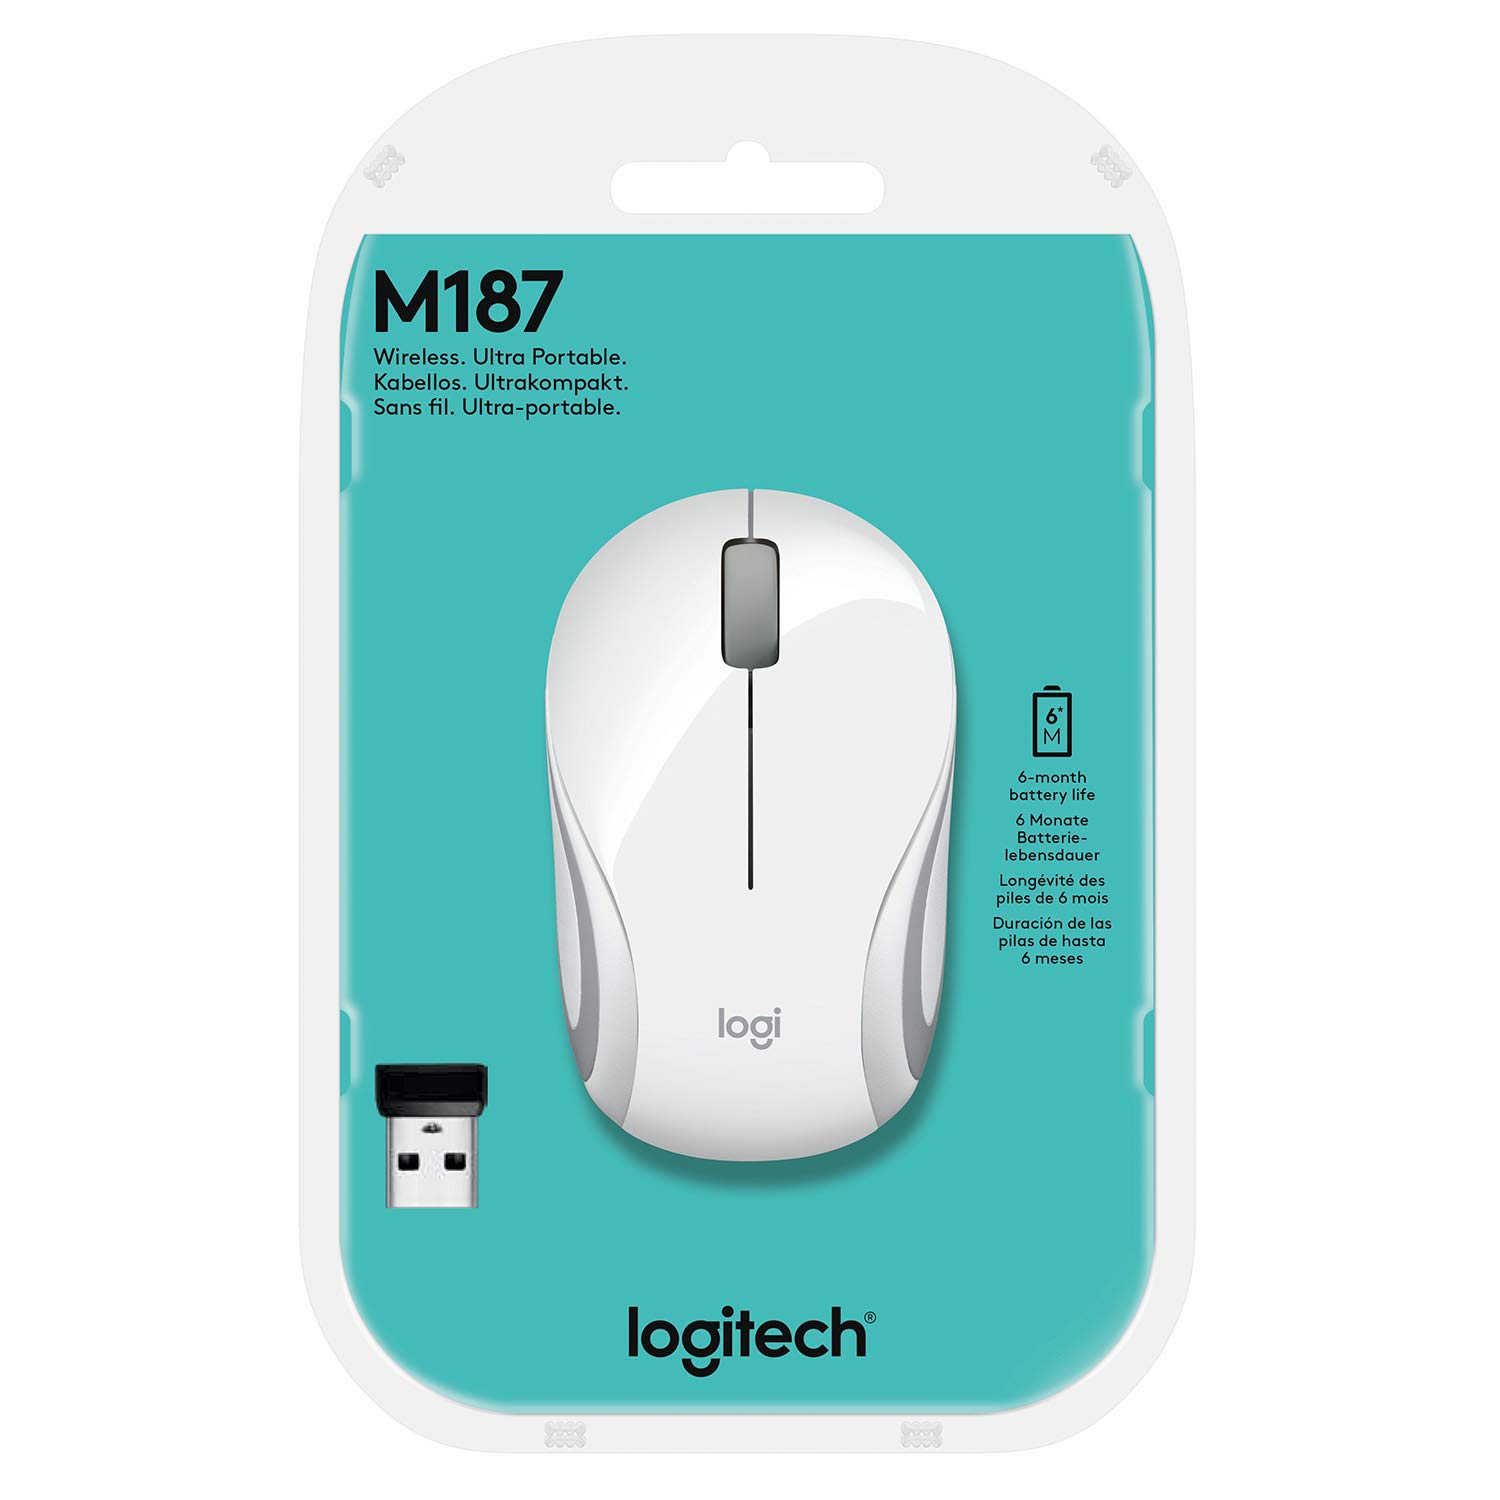 M187
Wireless. Ultra Portable.
Kabellos. Ultrakompakt.
Sans fil. Ultra-portable.
6*
M
6-month
battery life
6 Monate
Batterie-
lebensdauer
Longévité des
piles de 6 mois
Duración de las
pilas de hasta
6 meses
logi
logitech®